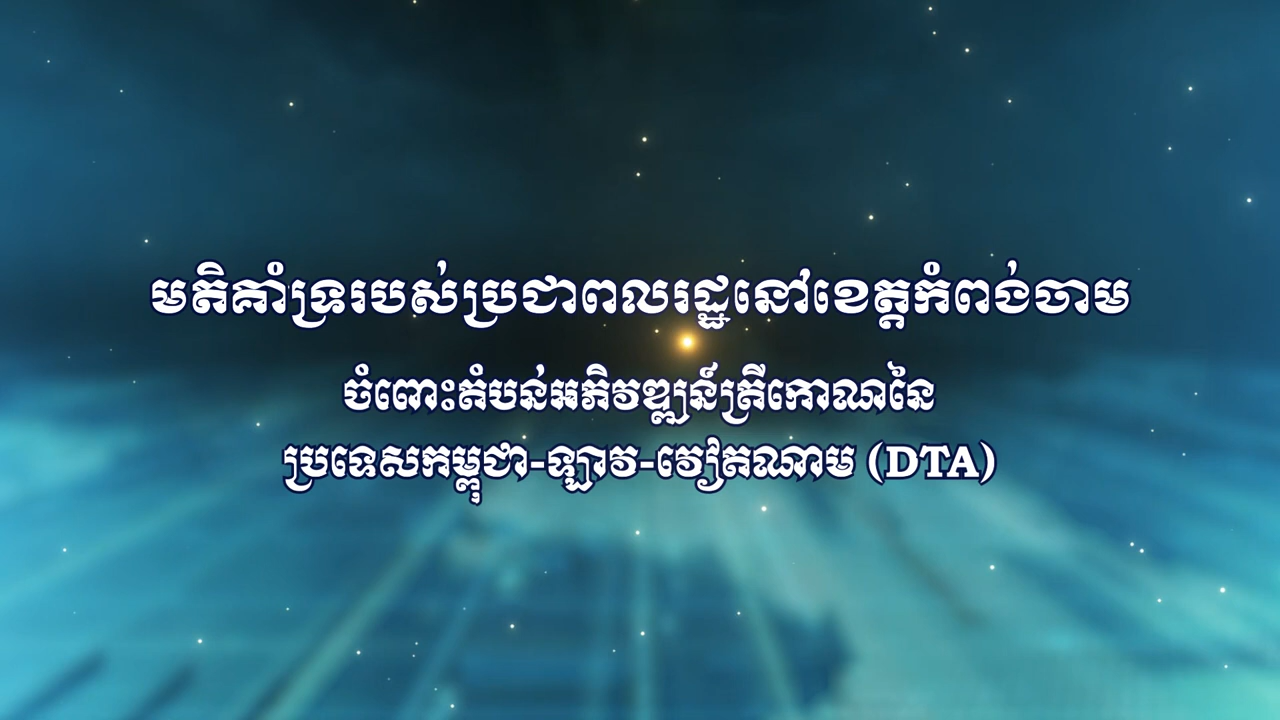 មតិគាំទ្ររបស់ប្រជាពលរដ្ឋនៅខេត្តកំពង់ចាម
ចំពោះតំបន់អភិវឌ្ឍន៍ត្រីកោណនៃ
ប្រទេសកម្ពុជា-ឡាវ-វៀតណាម (DTA)